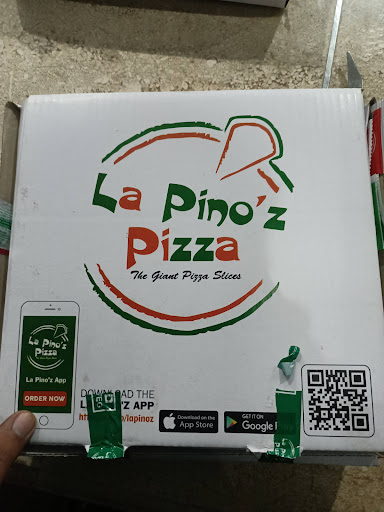 La Pino'z
Pizza
The Giant Pizza Slices
La Pino'z
Pizza
La Pino'z App
ORDER NOW
DOWNLOAD THE
APP
Download on the
App Store
GET IT ON
Google